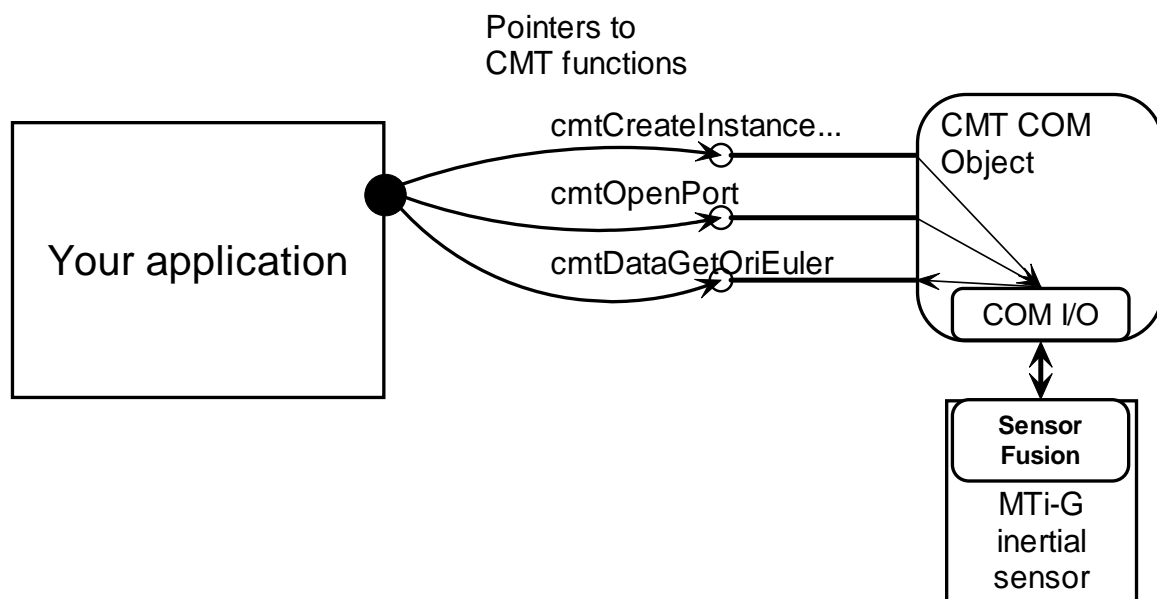 Pointers to
CMT functions
cmtCreateInstance...
CMT COM
Object
cmtOpenPort
Your application
cmtDataGetOriEuler
COM I/O
Sensor
Fusion
MTi-G
inertial
sensor